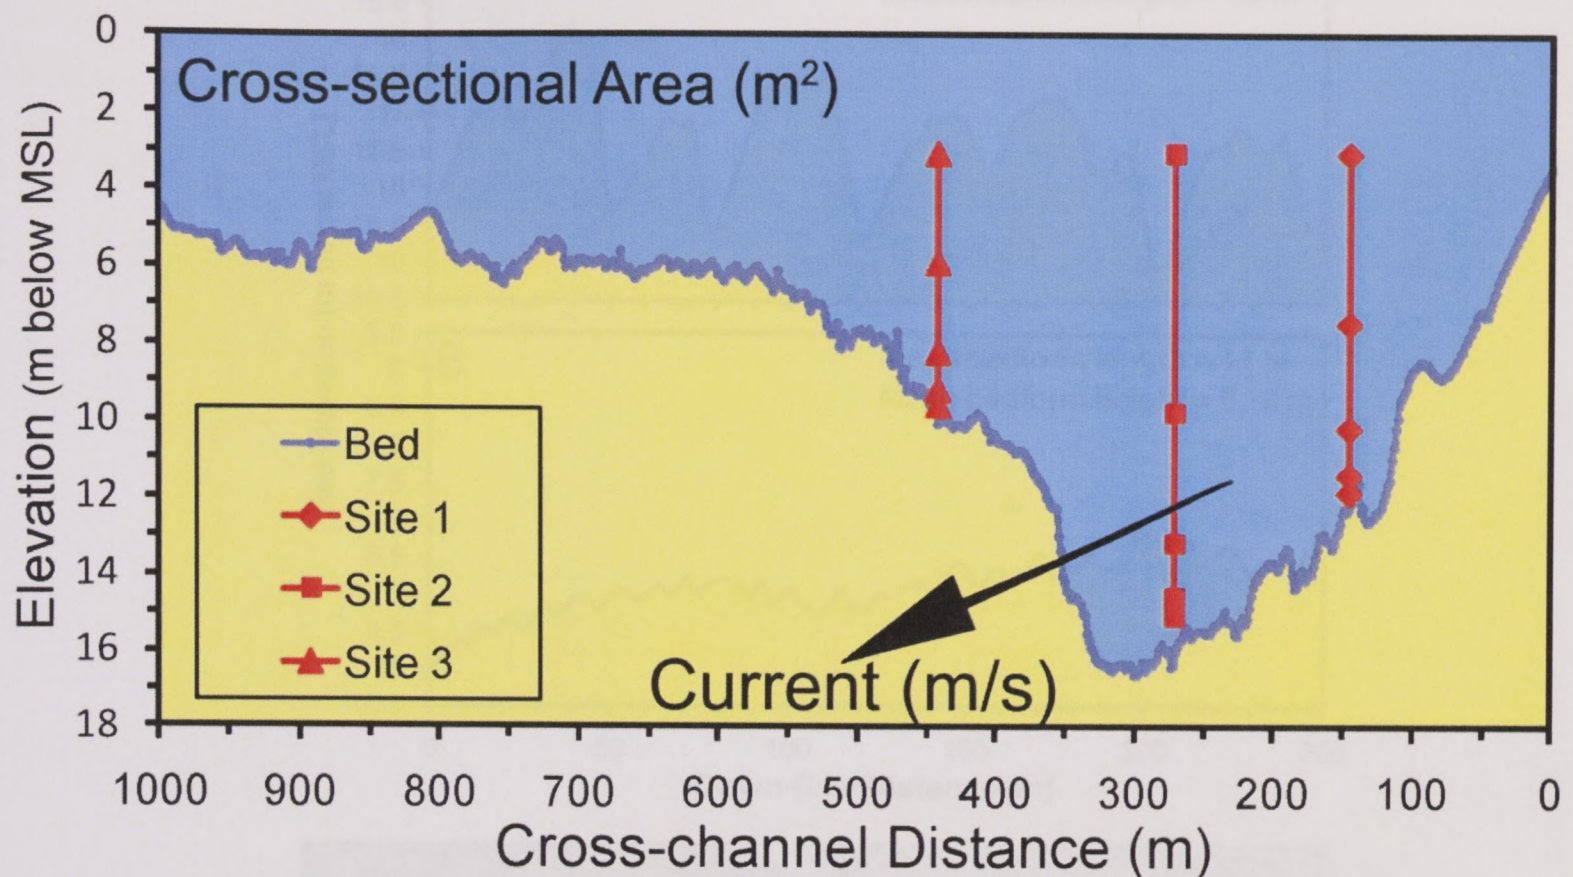 Cross-sectional Area (m²)
Elevation (m below MSL)
0
2
4
6
8
10
12
14
16
18
Bed
Site 1
Site 2
Site 3
Current (m/s)
1000 900 800 700 600 500 400 300 200 100 0
Cross-channel Distance (m)